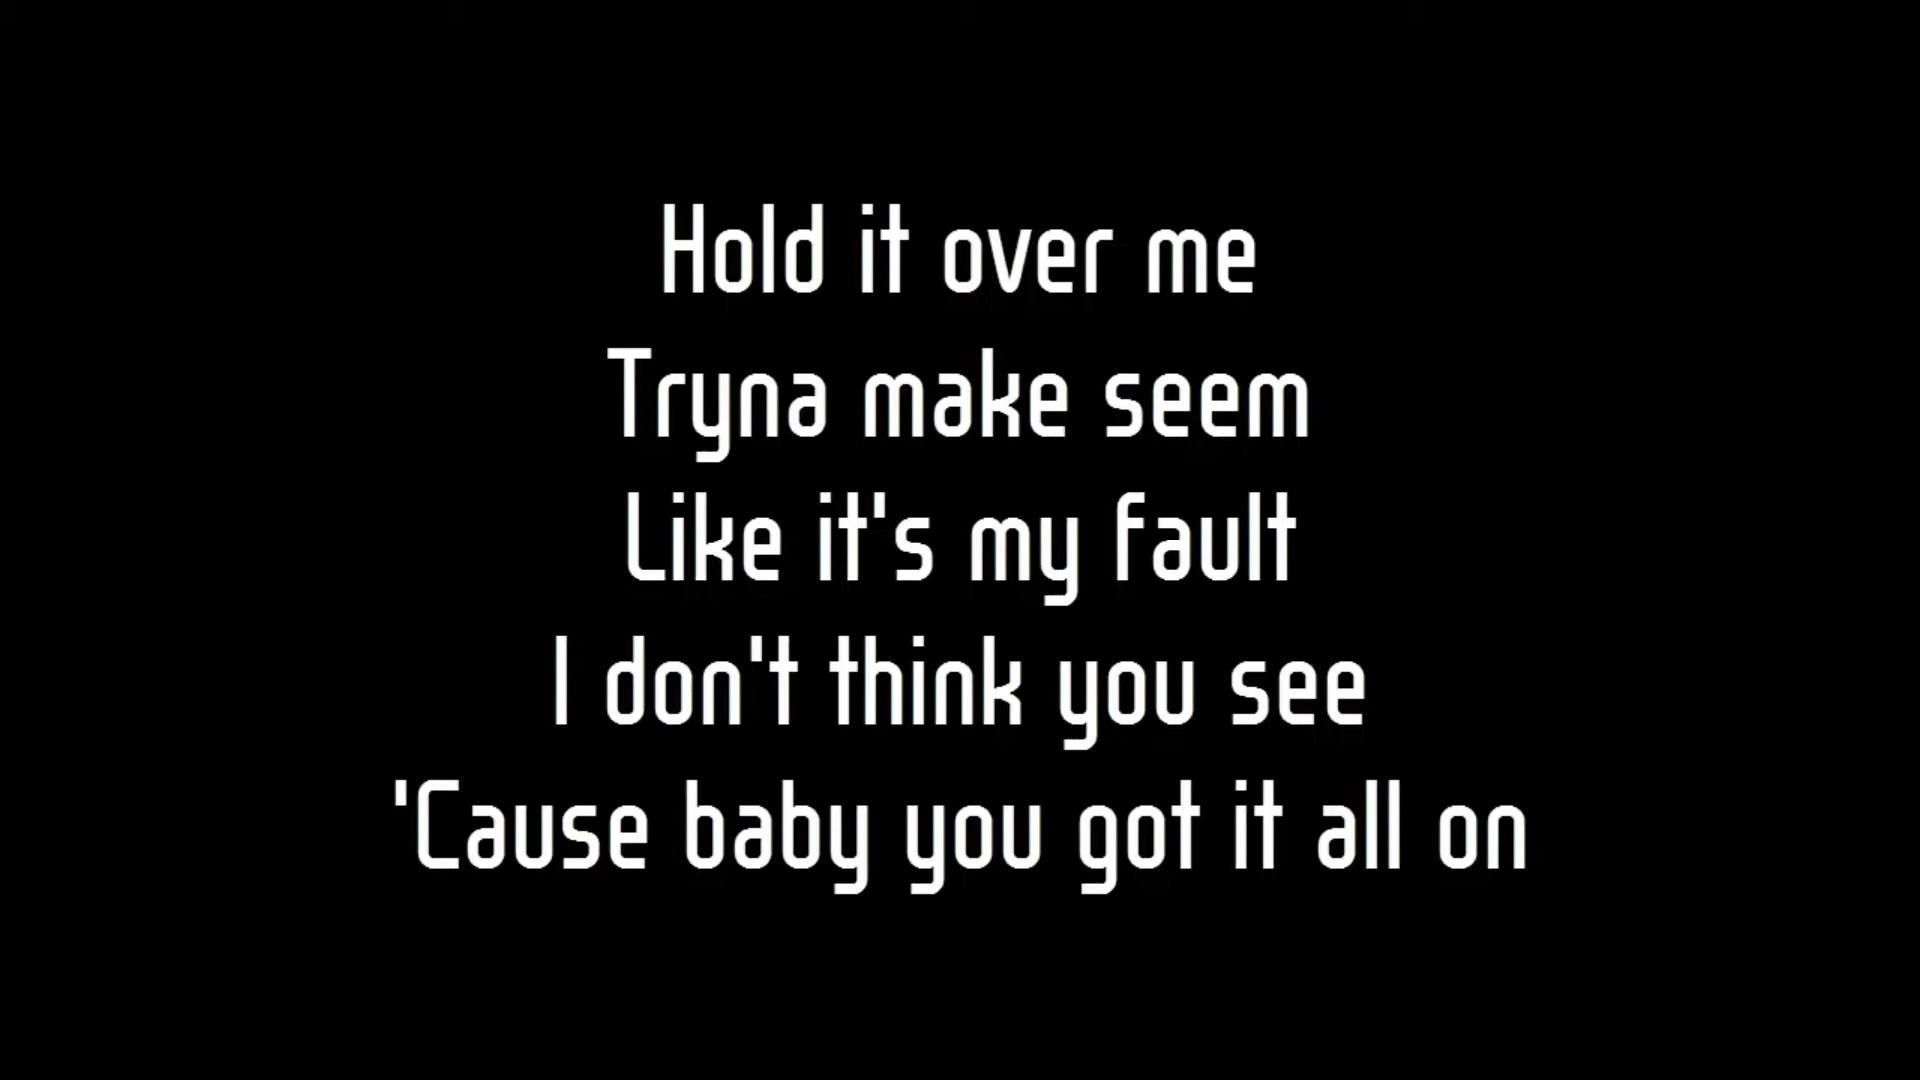 Hold it over me
Tryna make seem
Like it's my fault
I don't think you see
'Cause baby you got it all on